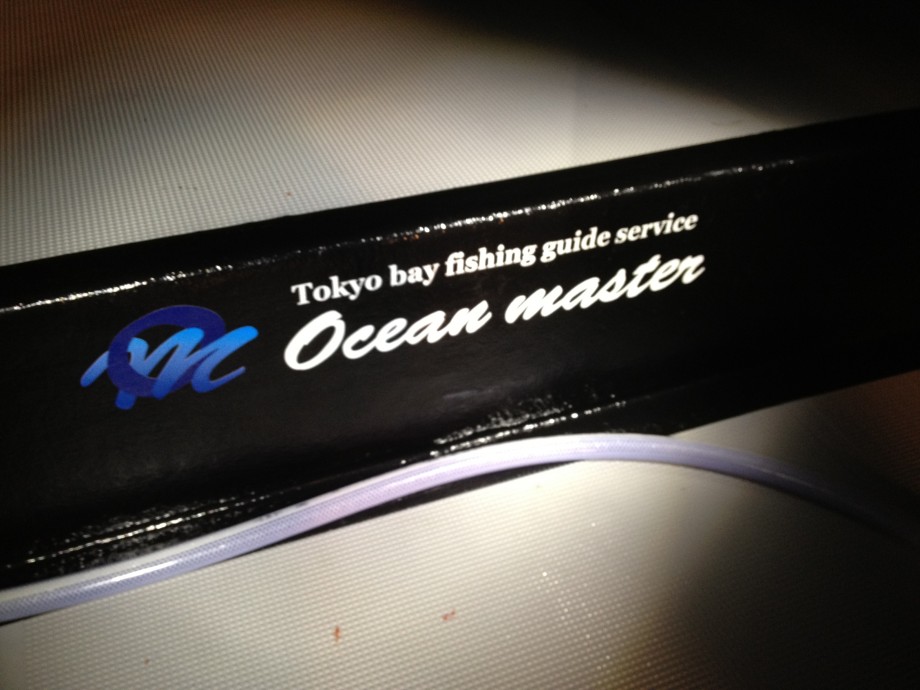 Tokyo bay fishing guide service
Ocean master